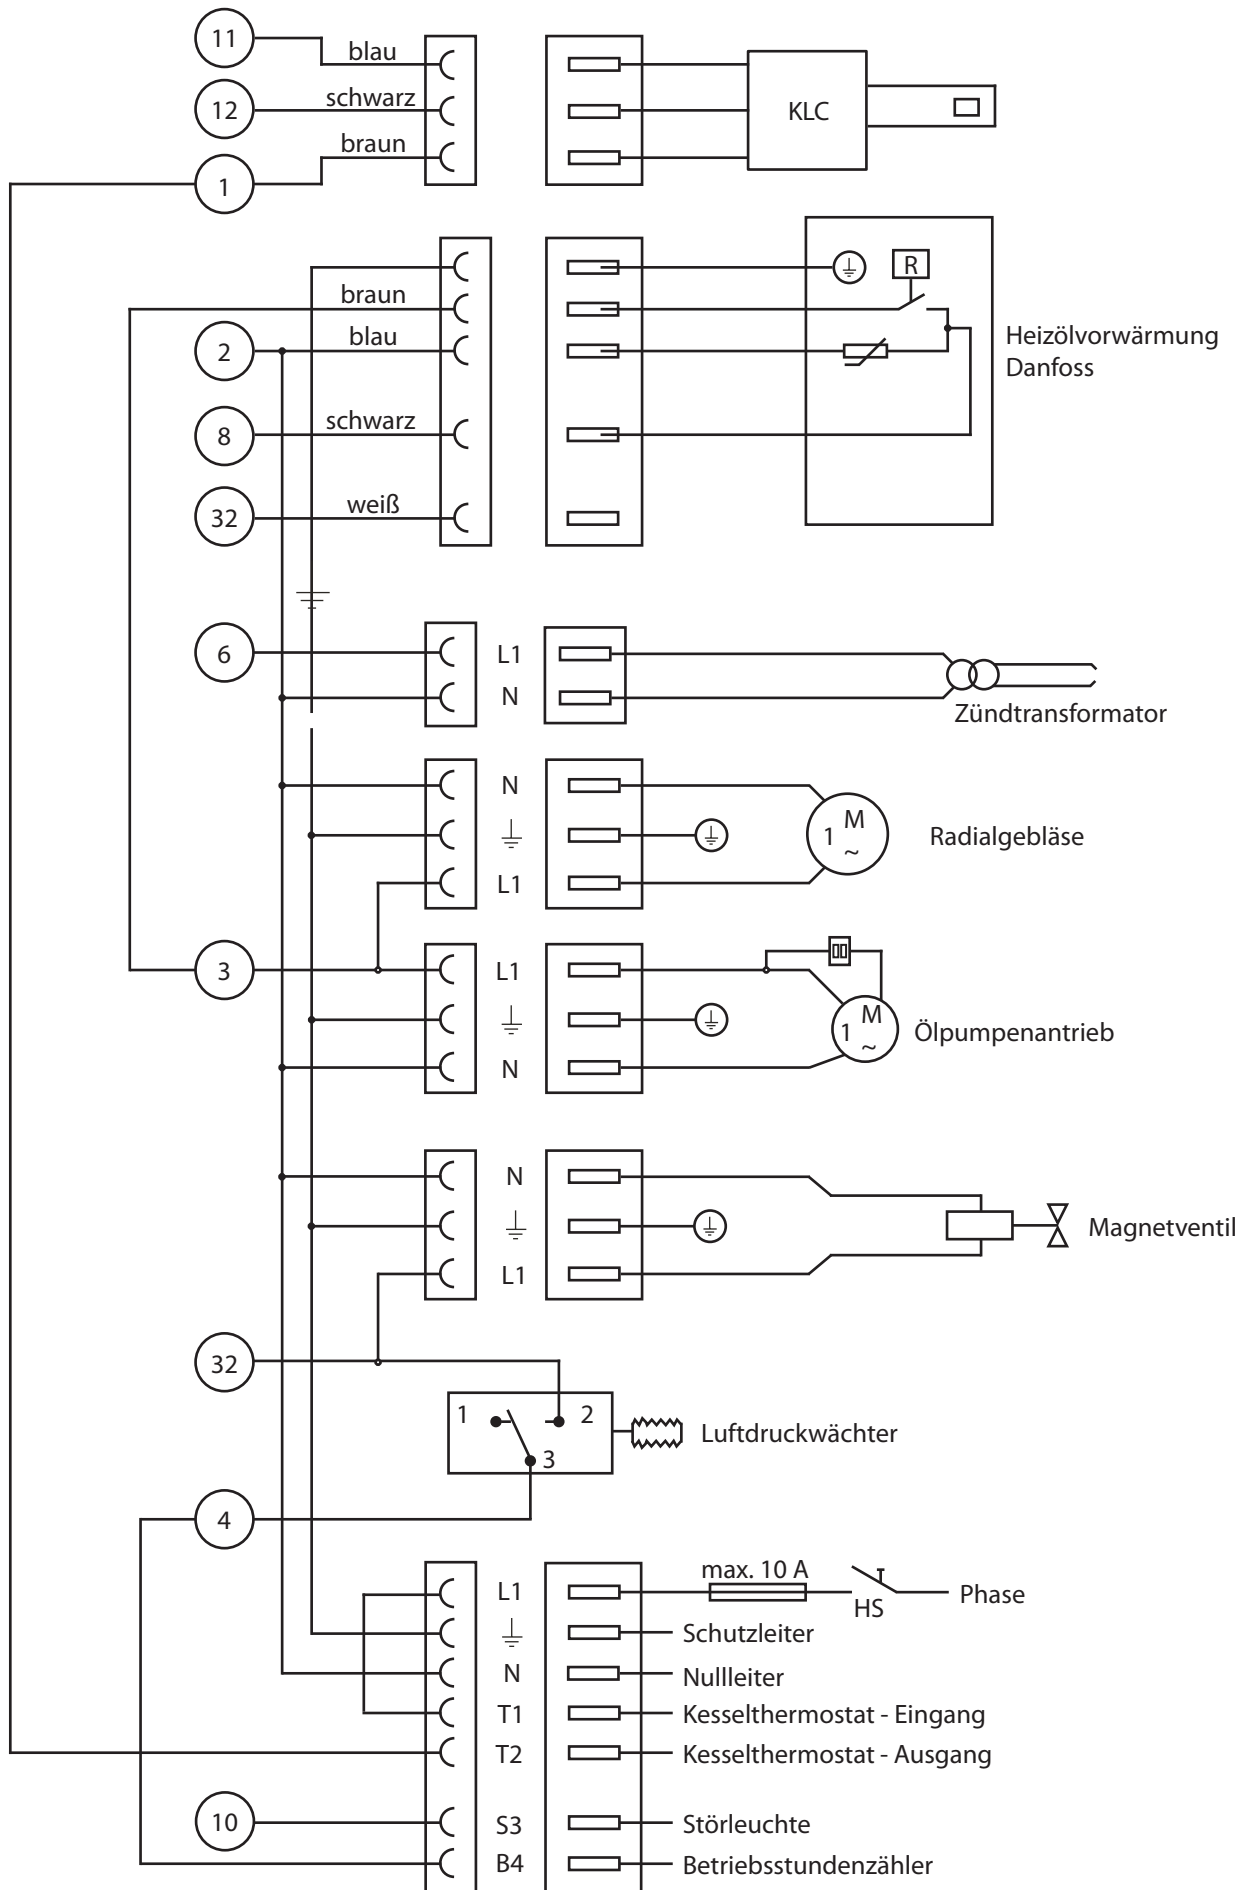 11
blau
12
schwarz
KLC
braun
1
R
braun
2
blau
Heizölvorwärmung
Danfoss
8
schwarz
32
weiß
6
L1
N
Zündtransformator
N
M
1
~
Radialgebläse
L1
3
L1
M
1
~
Ölpumpenantrieb
N
N
Magnetventil
L1
32
1
2
3
Luftdruckwächter
4
max. 10 A
L1
HS
Phase
Schutzleiter
N
Nullleiter
T1
Kesselthermostat - Eingang
T2
Kesselthermostat - Ausgang
10
S3
Störleuchte
B4
Betriebsstundenzähler